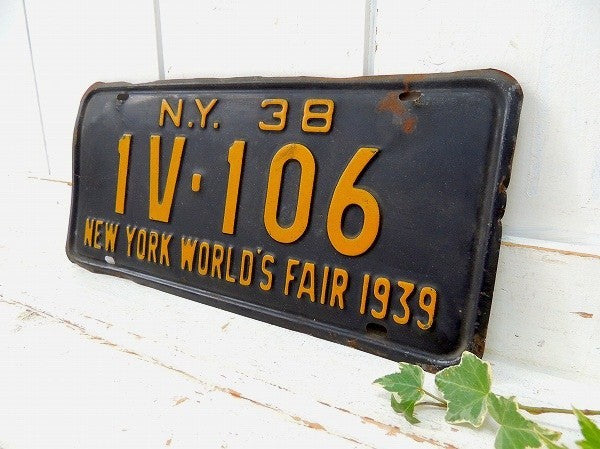 N.Y. 38
1V·106
NEW YORK WORLD'S FAIR 1939